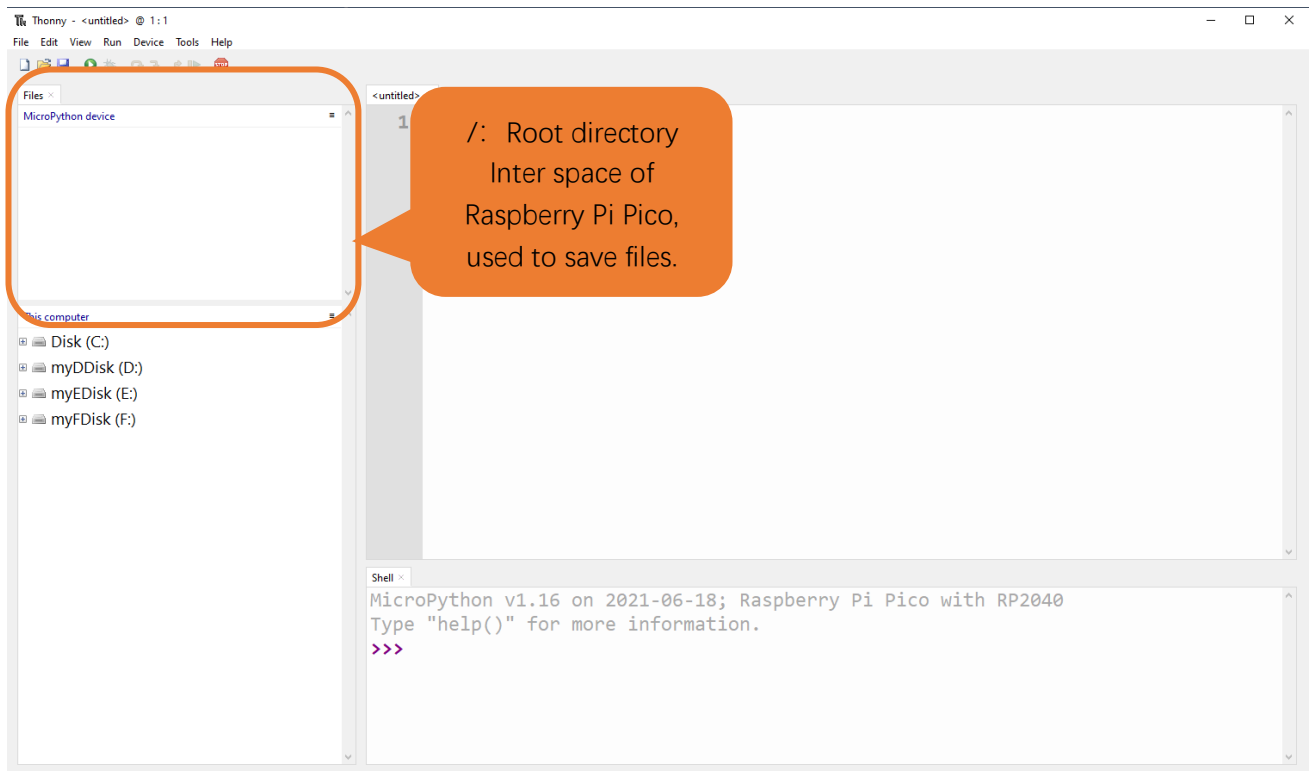 Thonny - <untitled> @ 1:1
File Edit View Run Device Tools Help
Files
MicroPython device
This computer
Disk (C:)
myDDisk (D:)
myEDisk (E:)
myFDisk (F:)
<untitled>
1
/: Root directory
Inter space of
Raspberry Pi Pico,
used to save files.
Shell
MicroPython v1.16 on 2021-06-18; Raspberry Pi Pico with RP2040
Type "help()" for more information.
>>>